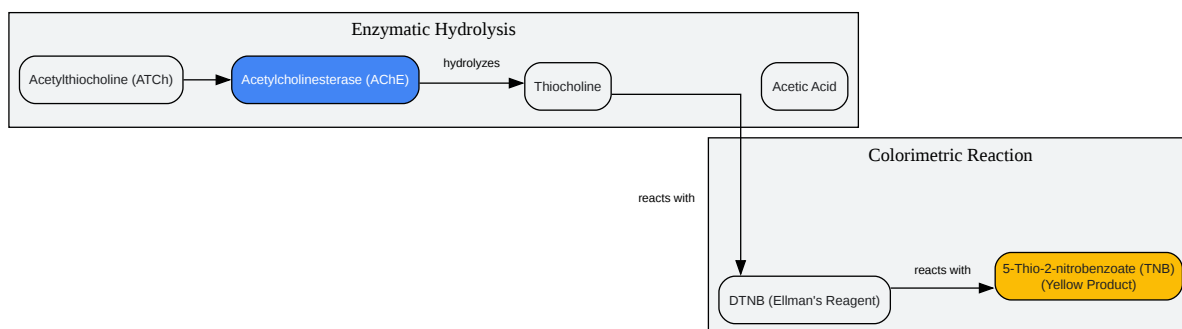 Enzymatic Hydrolysis
Acetylthiocholine (ATCh)
Acetylcholinesterase (AChE)
hydrolyzes
Thiocholine
Acetic Acid
Colorimetric Reaction
reacts with
DTNB (Ellman's Reagent)
reacts with
5-Thio-2-nitrobenzoate (TNB)
(Yellow Product)